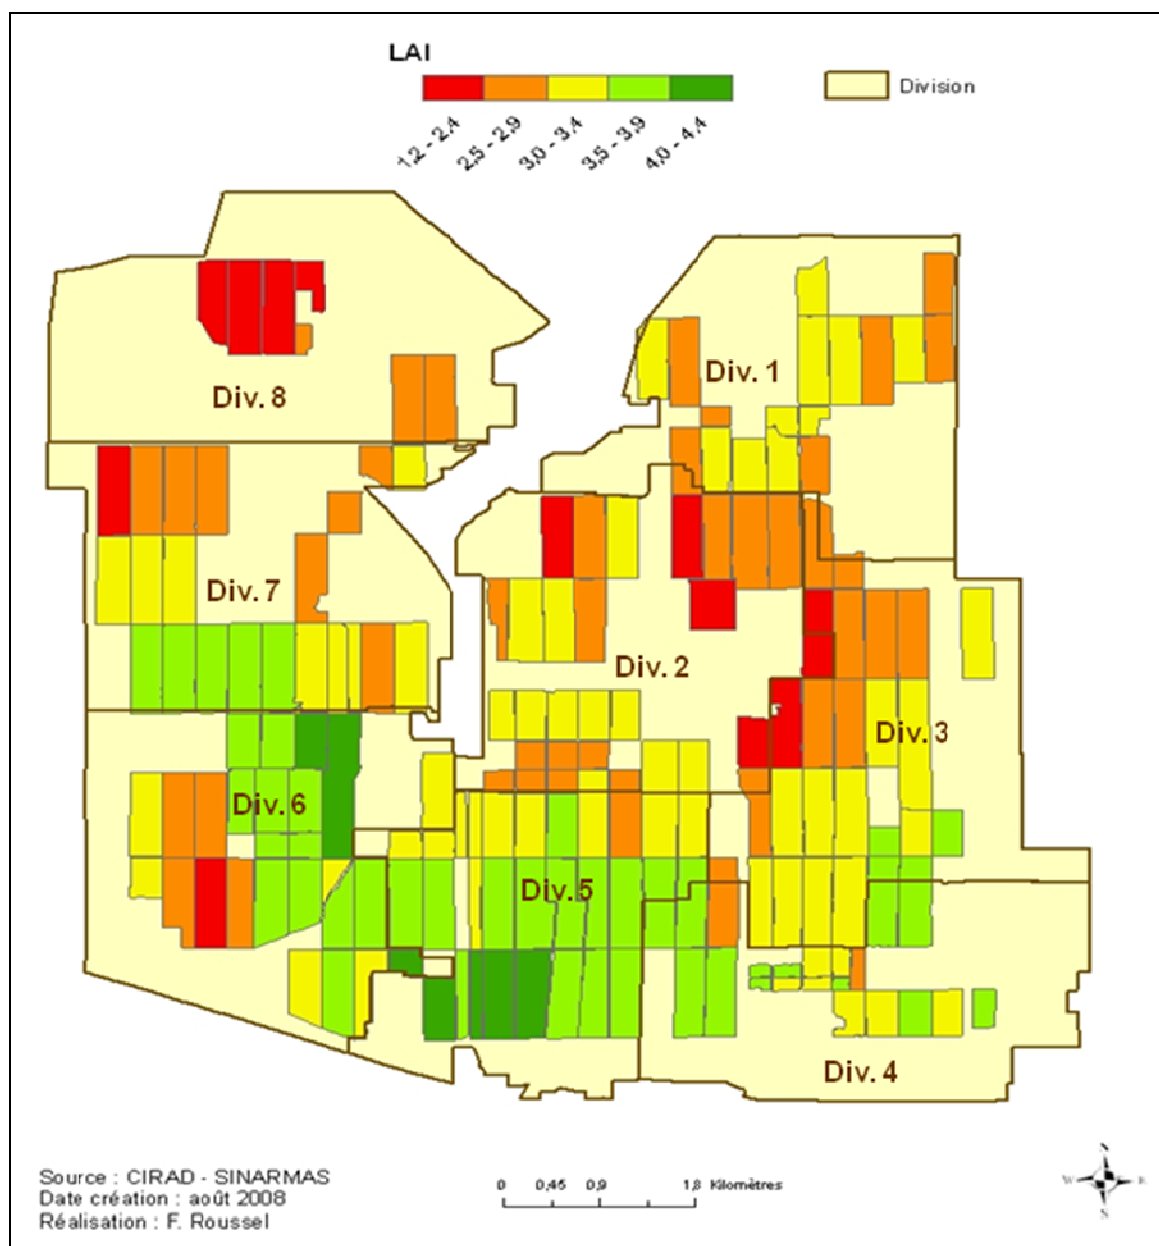 LAI
Division
1,2 - 2,4
2,5 - 2,9
3,0 - 3,4
3,5 - 3,9
4,0 - 4,4
Div. 1
Div. 8
Div. 7
Div. 2
Div. 3
Div. 6
Div. 5
Div. 4
N
W E
S
Source : CIRAD - SINARMAS
Date création : août 2008
Réalisation : F. Roussel
0 0,45 0,9 1,8 Kilomètres